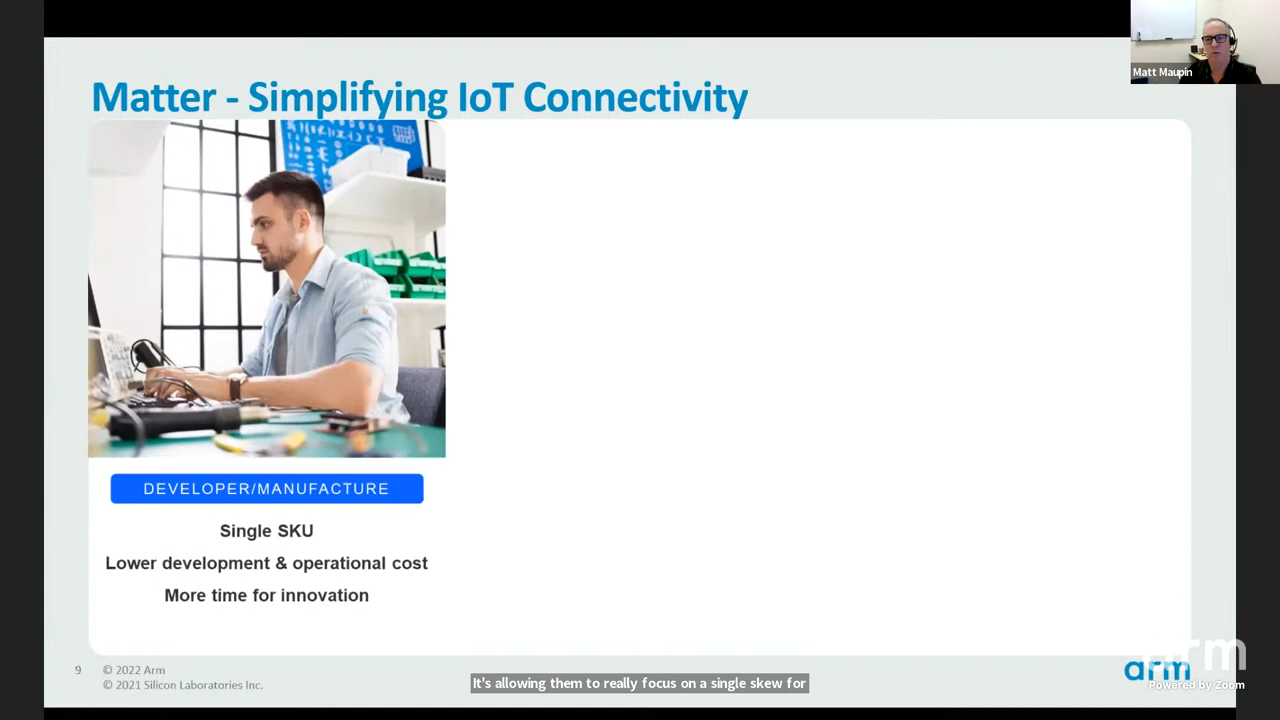 Matt Maupin
Matter - Simplifying IoT Connectivity
DEVELOPER/MANUFACTURE
Single SKU
Lower development & operational cost
More time for innovation
9
© 2022 Arm
© 2021 Silicon Laboratories Inc.
It's allowing them to really focus on a single skew for
arm
arm
Powered by Zoom